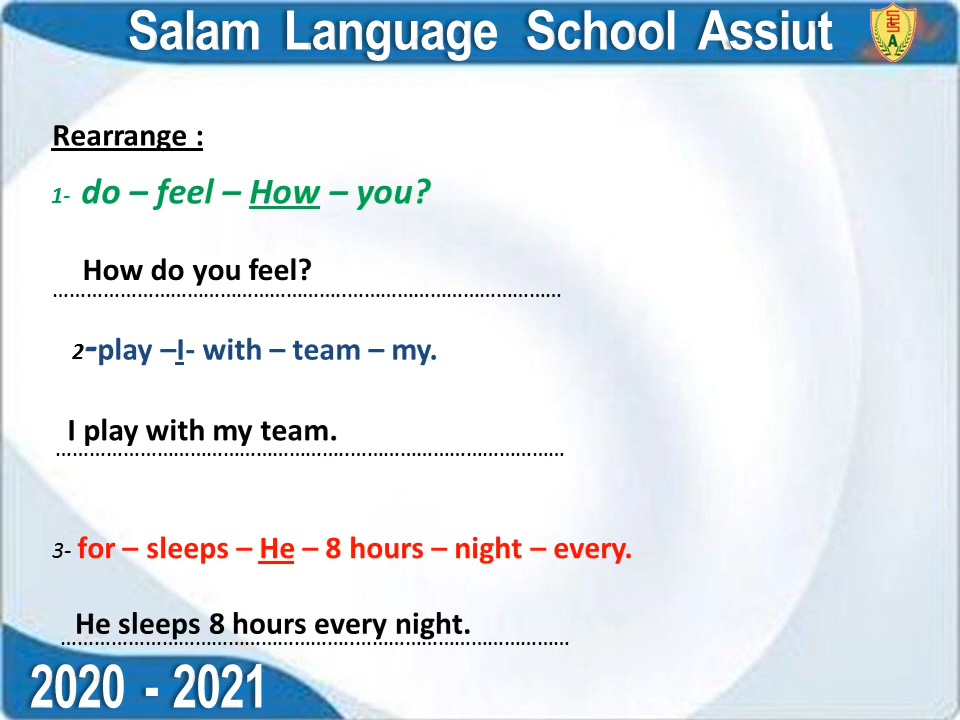 Salam Language School Assiut
Rearrange :
1- do – feel – How – you?
How do you feel?
................................................................................
2-play –I- with – team – my.
I play with my team.
................................................................................
3- for – sleeps – He – 8 hours – night – every.
He sleeps 8 hours every night.
................................................................................
2020 - 2021